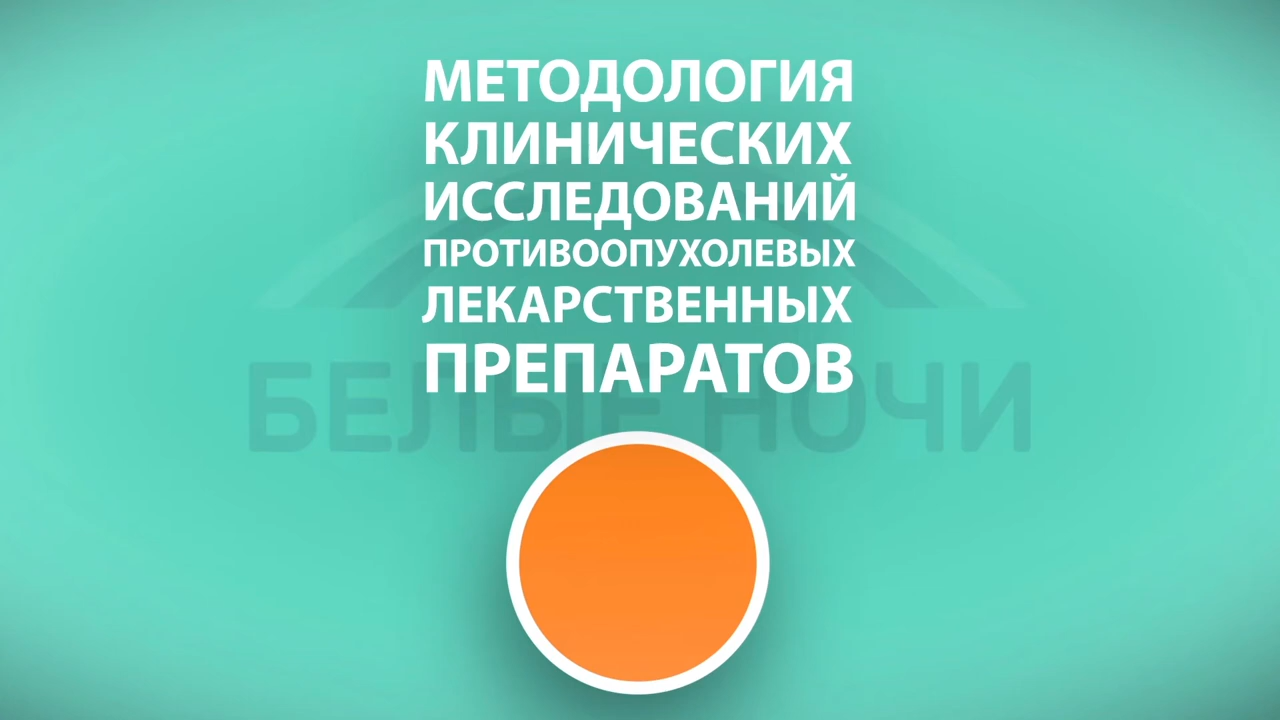 МЕТОДОЛОГИЯ
КЛИНИЧЕСКИХ
ИССЛЕДОВАНИЙ
ПРОТИВООПУХОЛЕВЫХ
ЛЕКАРСТВЕННЫХ
ПРЕПАРАТОВ
БЕЛЫЕ НОЧИ